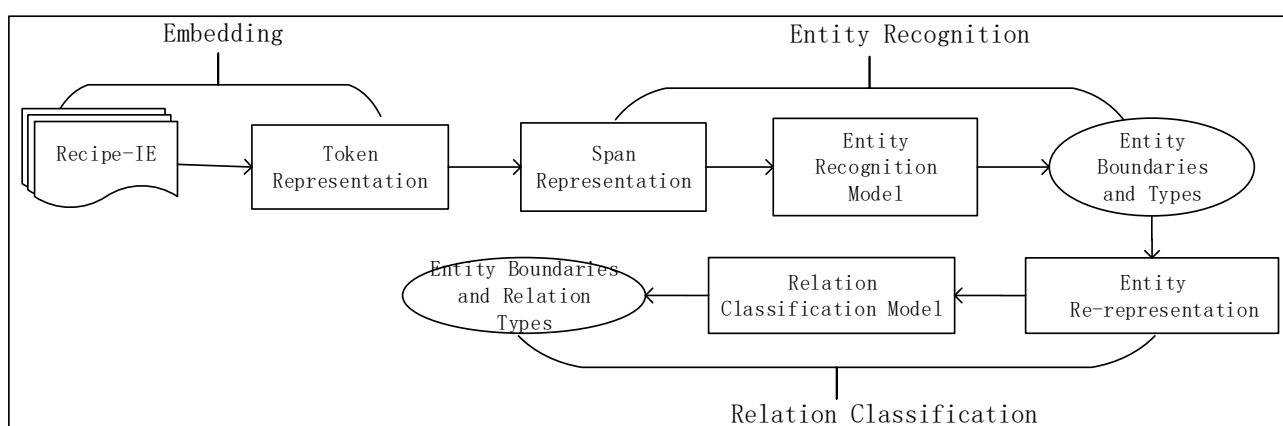 Embedding
Entity Recognition
Recipe-IE
Token
Representation
Span
Representation
Entity
Recognition
Model
Entity
Boundaries
and Types
Entity Boundaries
and Relation
Types
Relation
Classification Model
Entity
Re-representation
Relation Classification